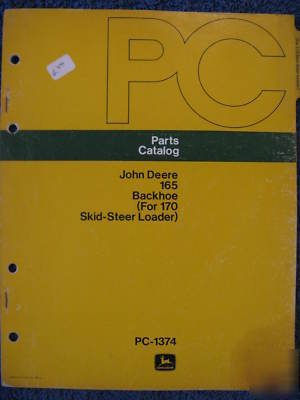 PC
Parts
Catalog
John Deere
165
Backhoe
(For 170
Skid-Steer Loader)
PC-1374